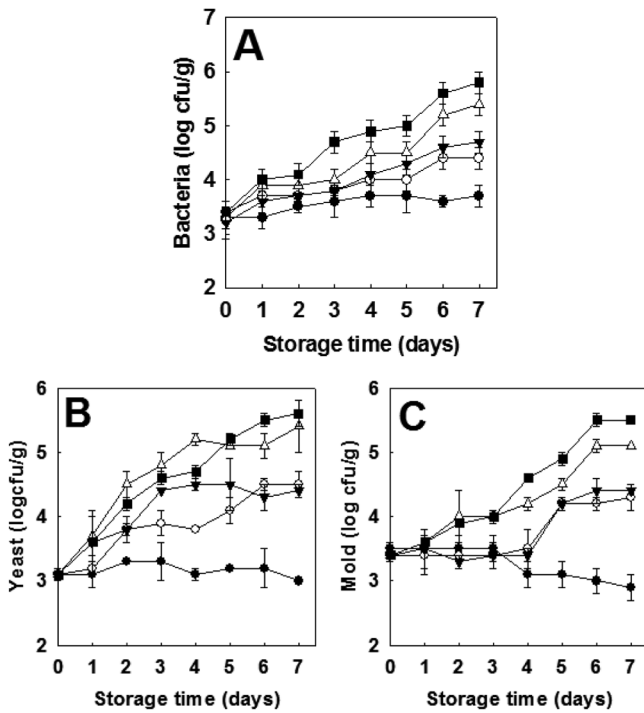 A
Bacteria (log cfu/g)
7
6
5
4
3
2
0 1 2 3 4 5 6 7
Storage time (days)
B
Yeast (logcfu/g)
6
5
4
3
2
0 1 2 3 4 5 6 7
Storage time (days)
C
Mold (log cfu/g)
6
5
4
3
2
0 1 2 3 4 5 6 7
Storage time (days)